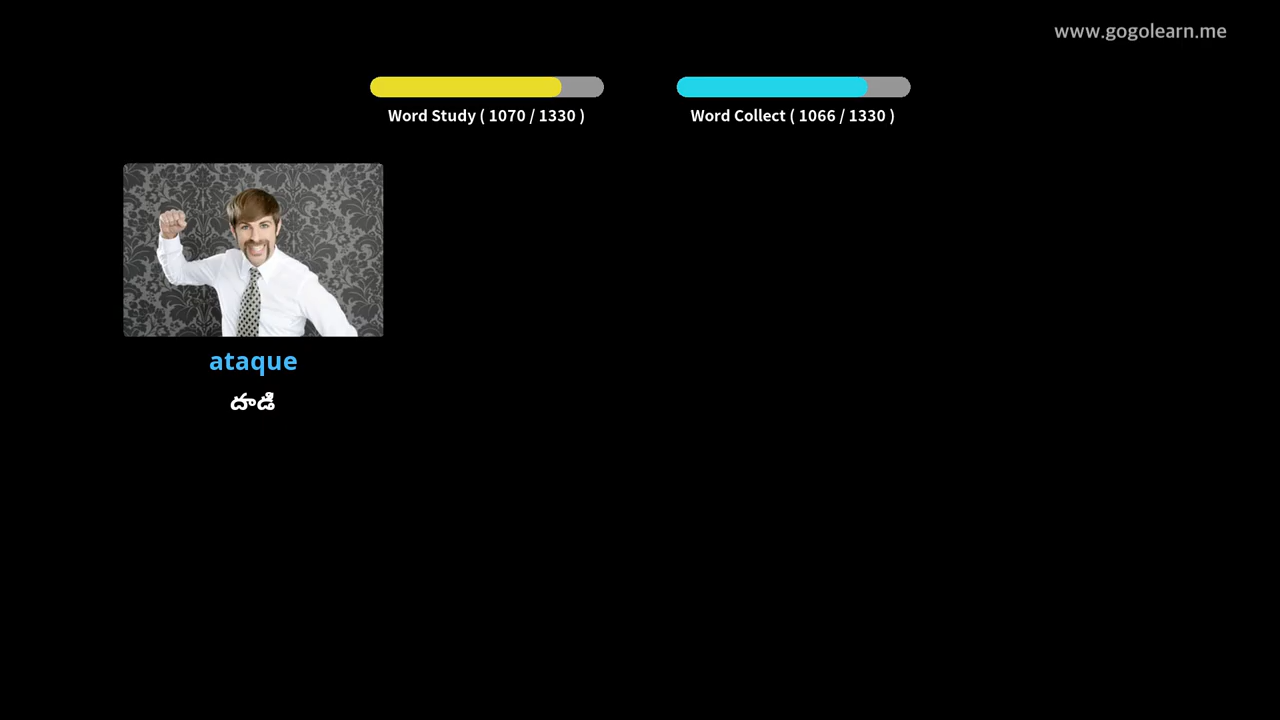 www.gogolearn.me
Word Study ( 1070 / 1330 )
Word Collect ( 1066 / 1330 )
ataque
దాడి